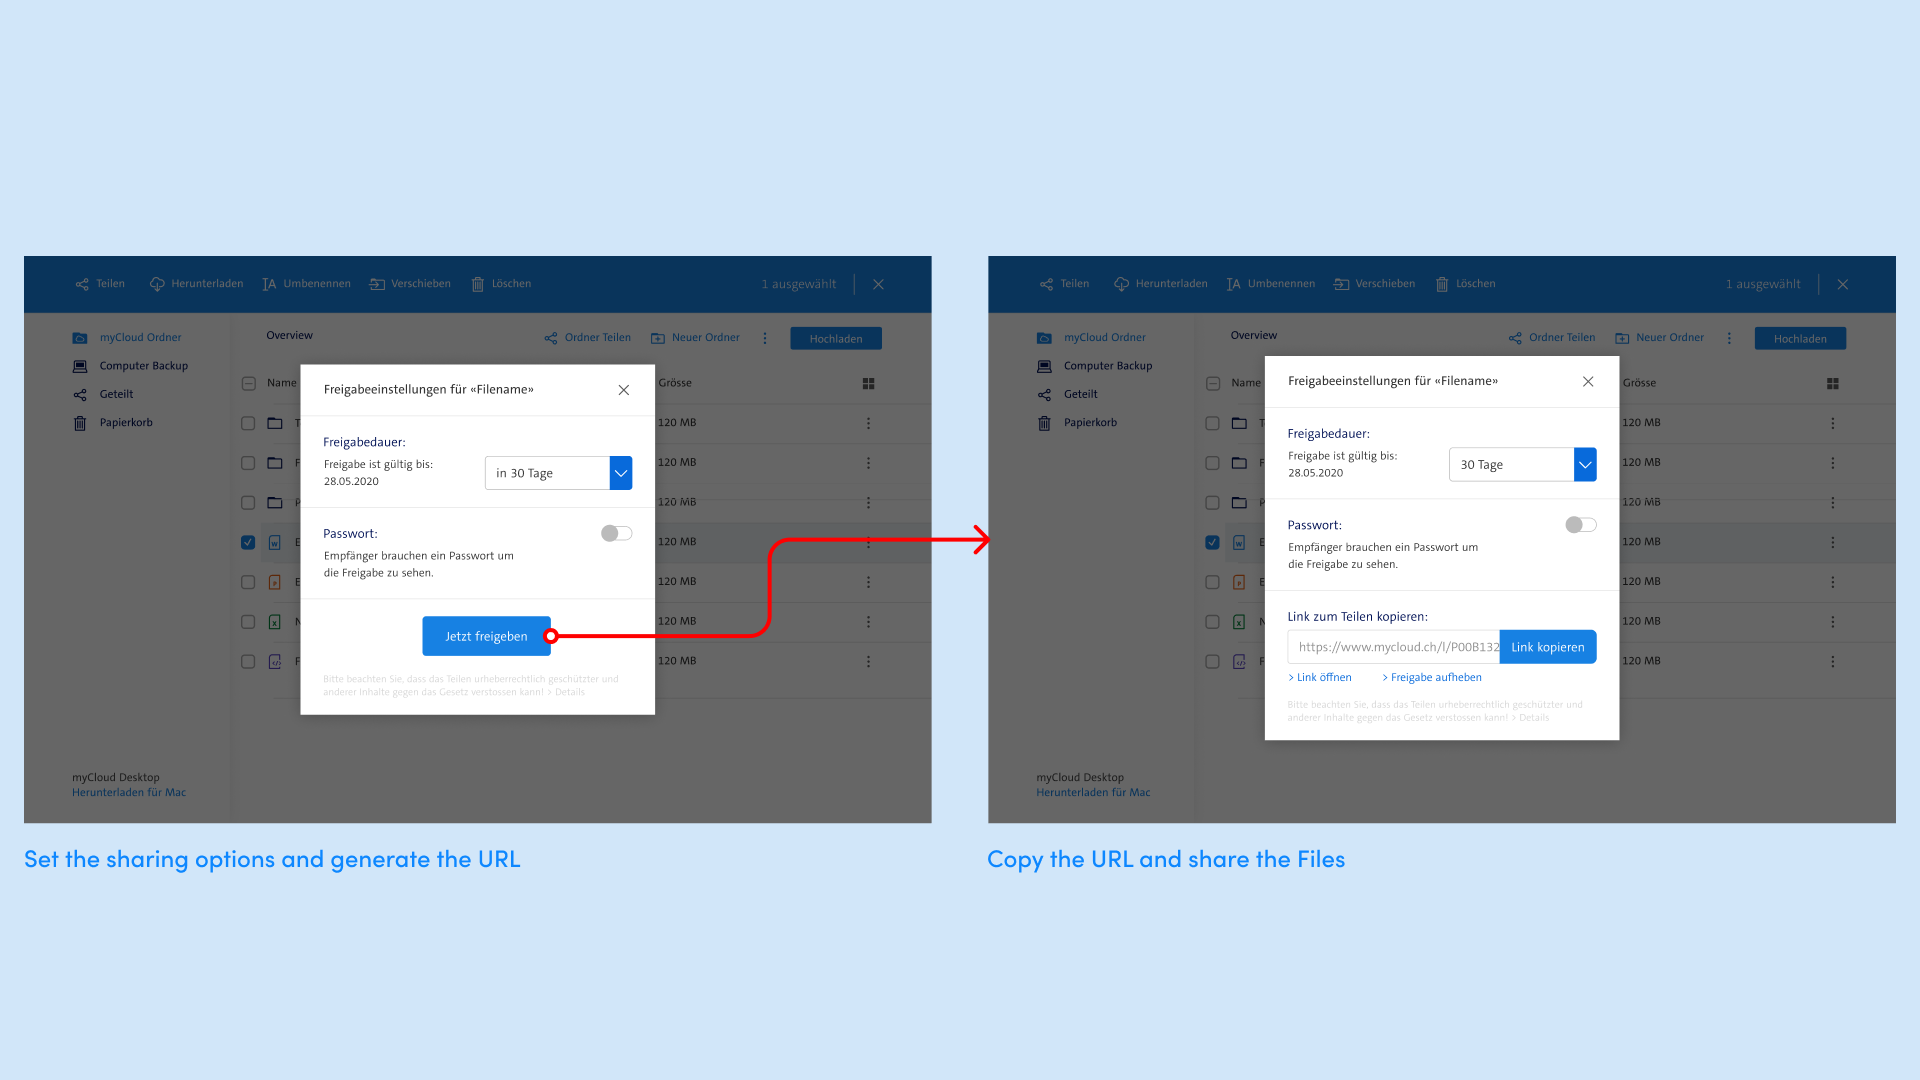 Teilen
Herunterladen
Umbenennen
Verschieben
Löschen
1 ausgewählt
myCloud Ordner
Computer Backup
Geteilt
Papierkorb
Overview
Ordner Teilen
Neuer Ordner
Hochladen
Name
Grösse
120 MB
120 MB
120 MB
120 MB
120 MB
120 MB
120 MB
Freigabeeinstellungen für «Filename»
Freigabedauer:
Freigabe ist gültig bis:
28.05.2020
in 30 Tage
Passwort:
Empfänger brauchen ein Passwort um
die Freigabe zu sehen.
Jetzt freigeben
Bitte beachten Sie, dass das Teilen urheberrechtlich geschützter und
anderer Inhalte gegen das Gesetz verstossen kann! > Details
myCloud Desktop
Herunterladen für Mac
Set the sharing options and generate the URL
Teilen
Herunterladen
Umbenennen
Verschieben
Löschen
1 ausgewählt
myCloud Ordner
Computer Backup
Geteilt
Papierkorb
Overview
Ordner Teilen
Neuer Ordner
Hochladen
Name
Grösse
120 MB
120 MB
120 MB
120 MB
120 MB
120 MB
120 MB
Freigabeeinstellungen für «Filename»
Freigabedauer:
Freigabe ist gültig bis:
28.05.2020
30 Tage
Passwort:
Empfänger brauchen ein Passwort um
die Freigabe zu sehen.
Link zum Teilen kopieren:
https://www.mycloud.ch/l/P00B132
Link kopieren
> Link öffnen
> Freigabe aufheben
Bitte beachten Sie, dass das Teilen urheberrechtlich geschützter und
anderer Inhalte gegen das Gesetz verstossen kann! > Details
myCloud Desktop
Herunterladen für Mac
Copy the URL and share the Files